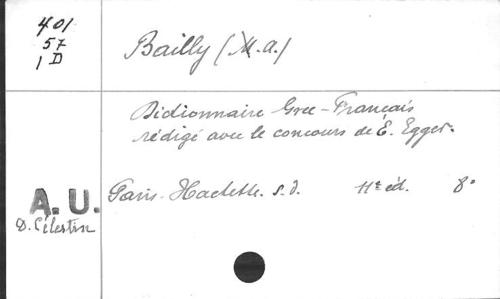 401
57
1 D
Bailly (M. A.)
Dictionnaire Grec-Français
rédigé avec le concours de E. Egger.
Paris. Hachette. s.d. 11e éd. 8°
A. U.
D. Célestin